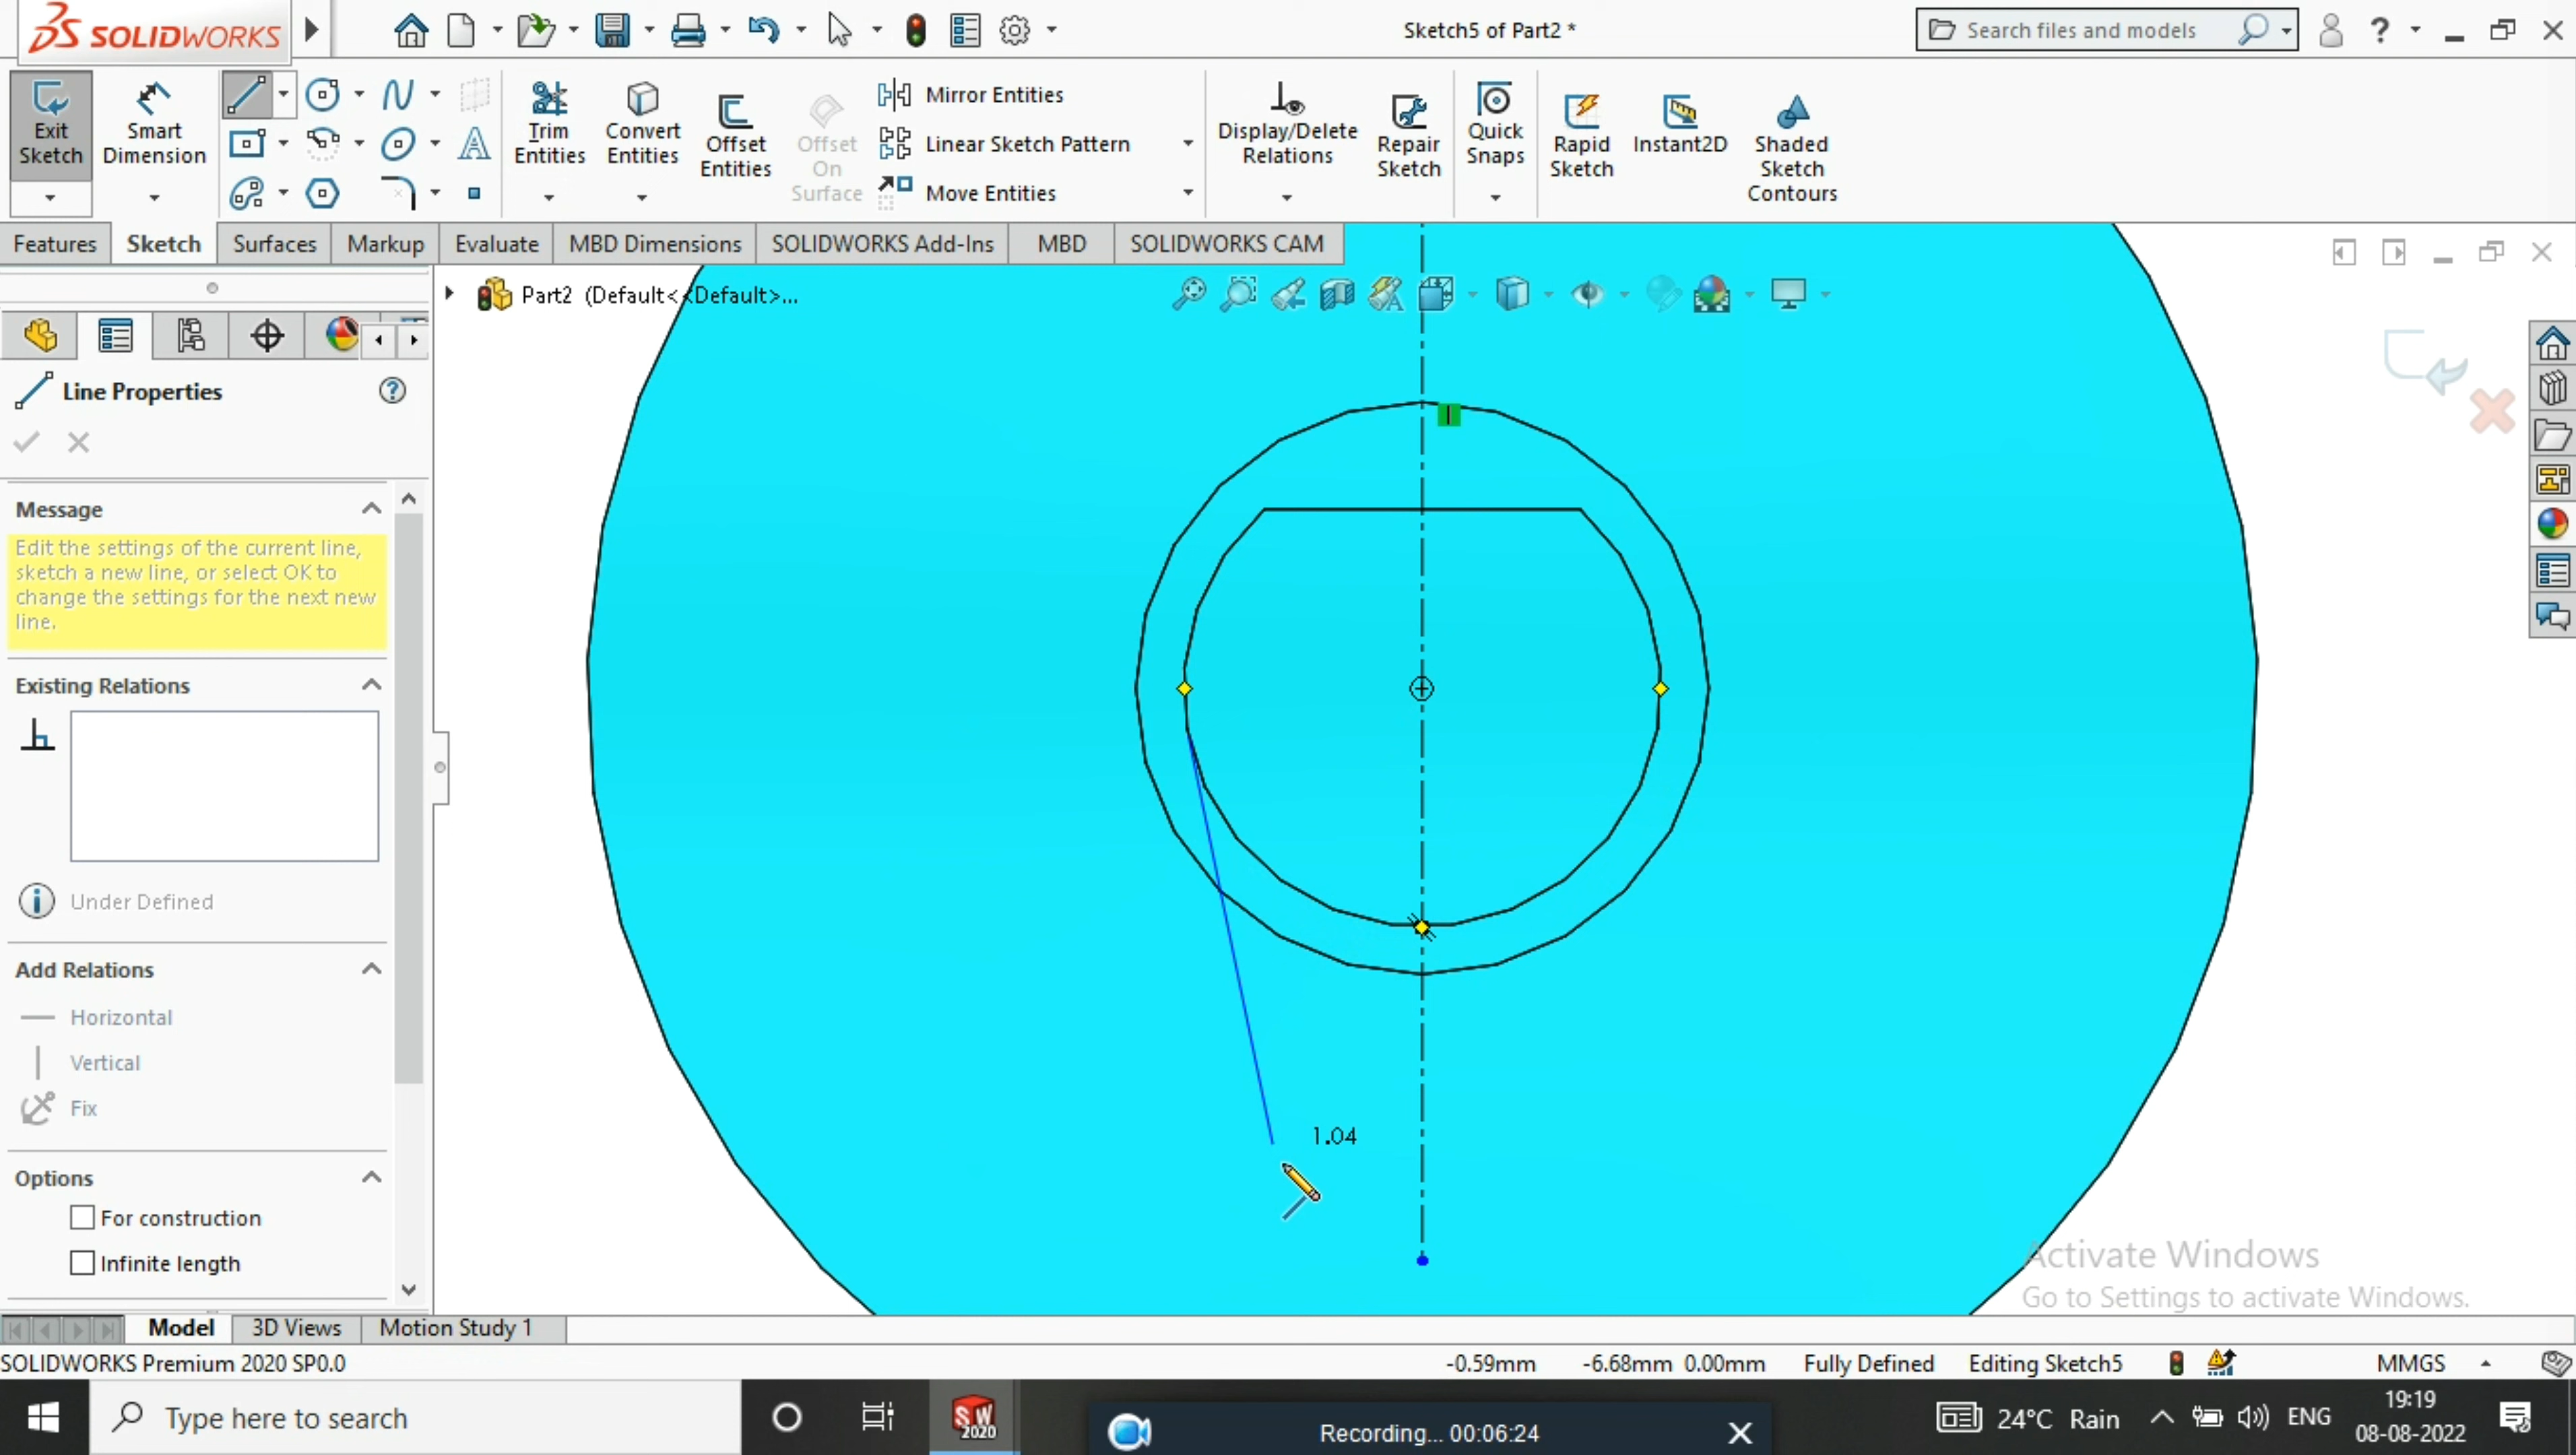 SOLIDWORKS
Sketch5 of Part2 *
Search files and models
?
Exit Sketch
Smart Dimension
Trim Entities
Convert Entities
Offset Entities
Offset On Surface
Mirror Entities
Linear Sketch Pattern
Move Entities
Display/Delete Relations
Repair Sketch
Quick Snaps
Rapid Sketch
Instant2D
Shaded Sketch Contours
Features
Sketch
Surfaces
Markup
Evaluate
MBD Dimensions
SOLIDWORKS Add-Ins
MBD
SOLIDWORKS CAM
Part2 (Default<<Default>...
Line Properties
?
Message
Edit the settings of the current line,
sketch a new line, or select OK to
change the settings for the next new
line.
Existing Relations
Under Defined
Add Relations
Horizontal
Vertical
Fix
Options
For construction
Infinite length
1.04
Activate Windows
Go to Settings to activate Windows.
Model
3D Views
Motion Study 1
SOLIDWORKS Premium 2020 SP0.0
-0.59mm
-6.68mm 0.00mm
Fully Defined
Editing Sketch5
MMGS
Type here to search
SW
2020
Recording... 00:06:24
24°C Rain
ENG
19:19
08-08-2022